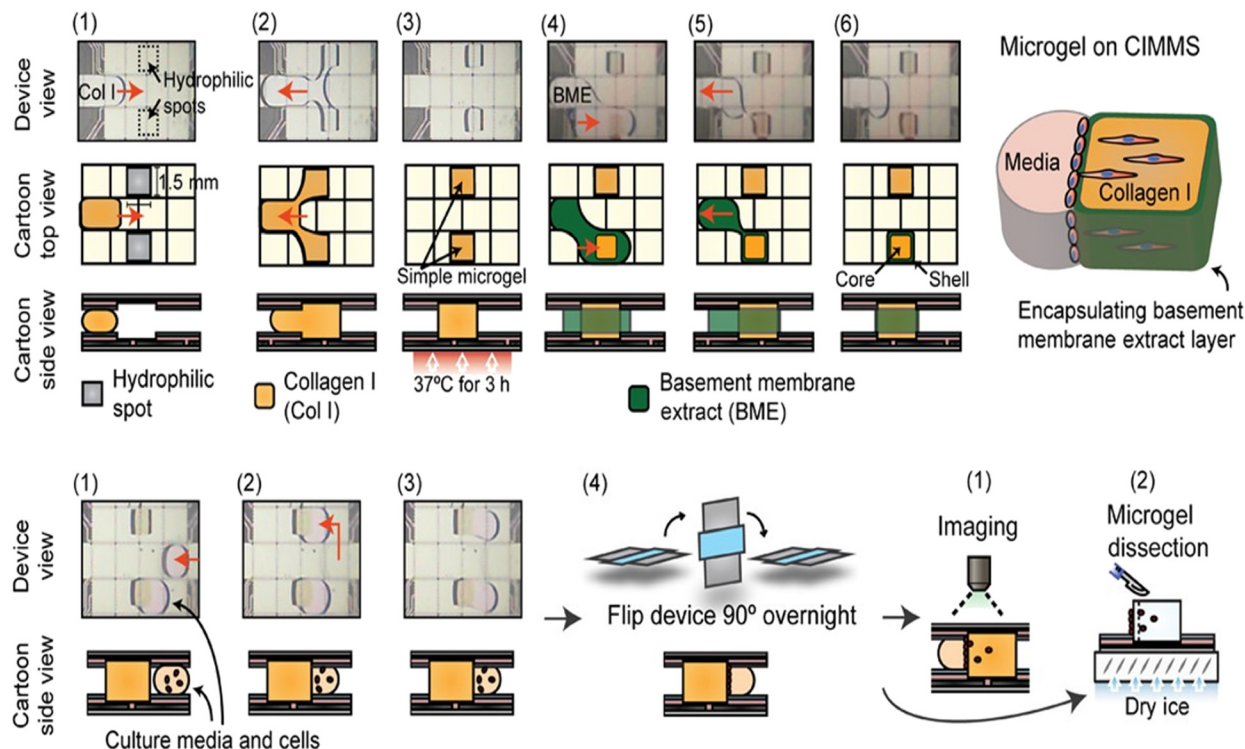 (1) (2) (3) (4) (5) (6)
Device
view
Col I
Hydrophilic
spots
BME
Microgel on CIMMS
Cartoon
top view
1.5 mm
Simple microgel
Core
Shell
Media
Collagen I
Encapsulating basement
membrane extract layer
Cartoon
side view
37ºC for 3 h
Hydrophilic
spot
Collagen I
(Col I)
Basement membrane
extract (BME)
(1) (2) (3) (4) (1) (2)
Device
view
Flip device 90º overnight
Imaging
Microgel
dissection
Cartoon
side view
Culture media and cells
Dry ice